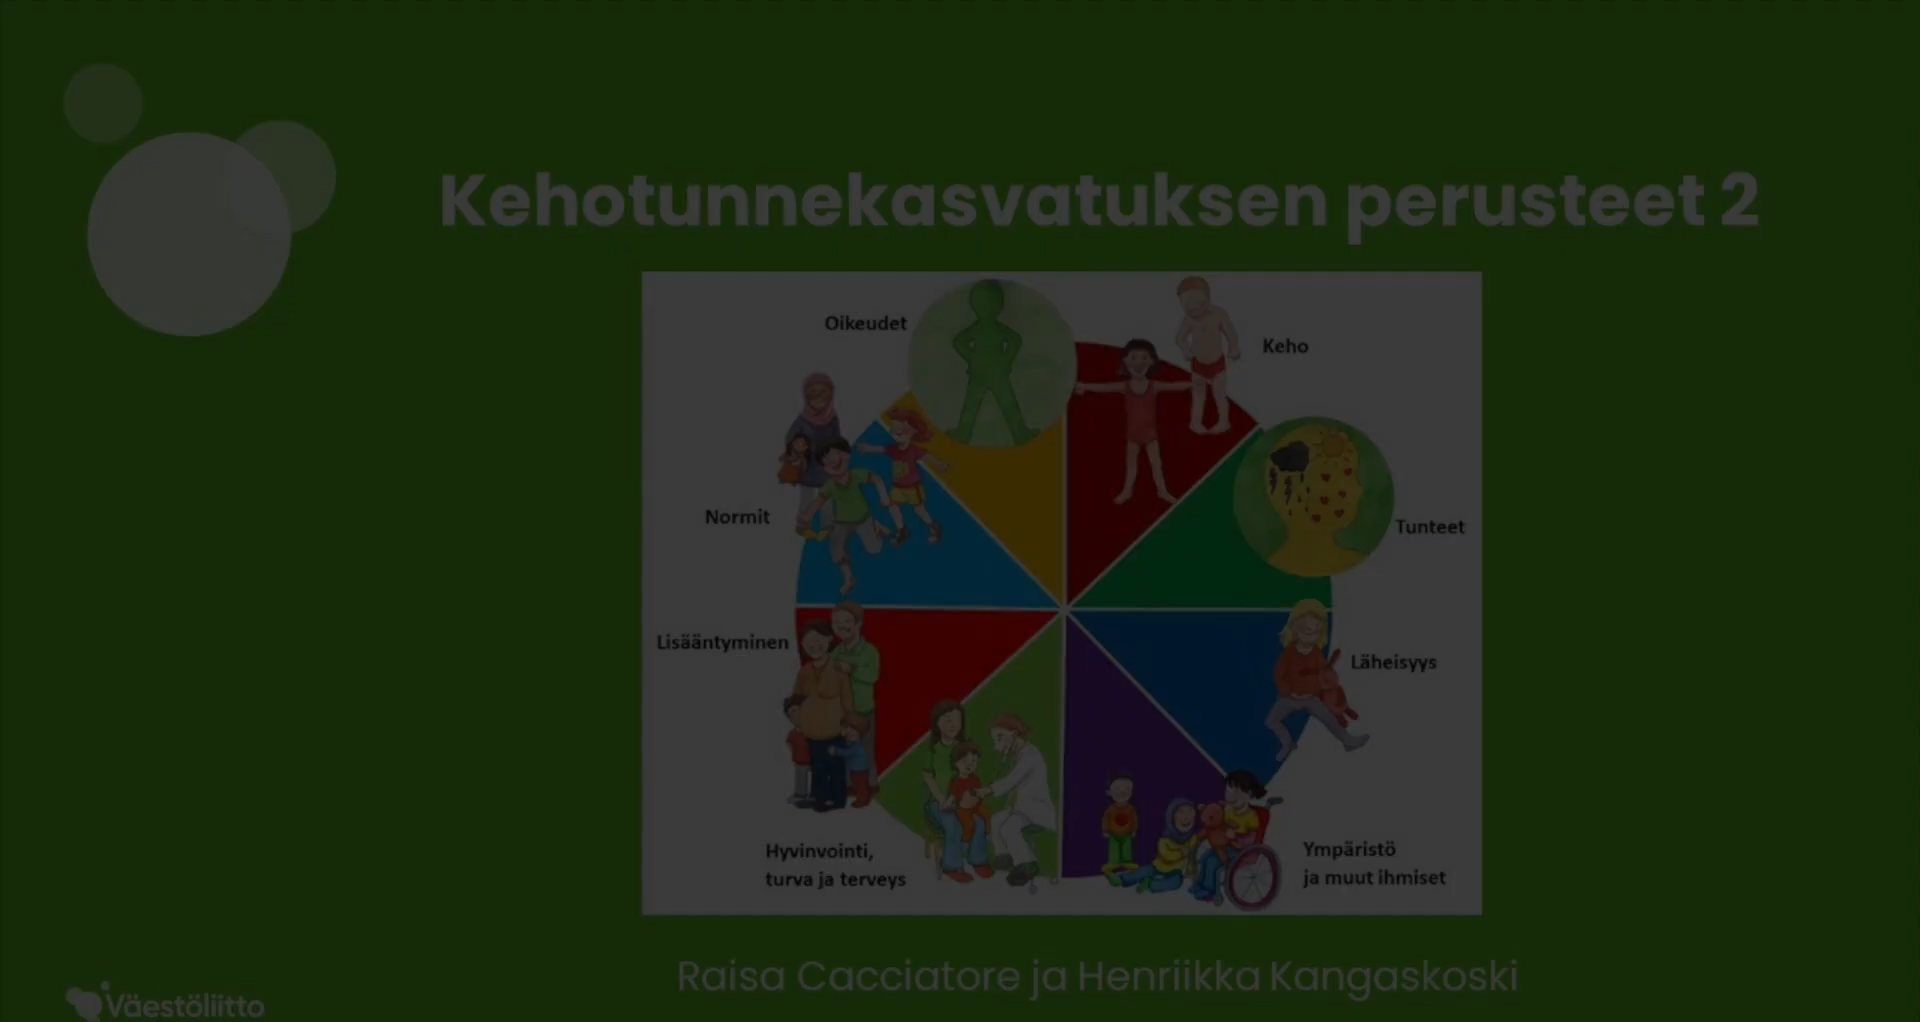 Kehotunnekasvatuksen perusteet 2
Oikeudet
Keho
Normit
Tunteet
Lisääntyminen
Läheisyys
Hyvinvointi,
turva ja terveys
Ympäristö
ja muut ihmiset
Raisa Cacciatore ja Henriikka Kangaskoski
Väestöliitto